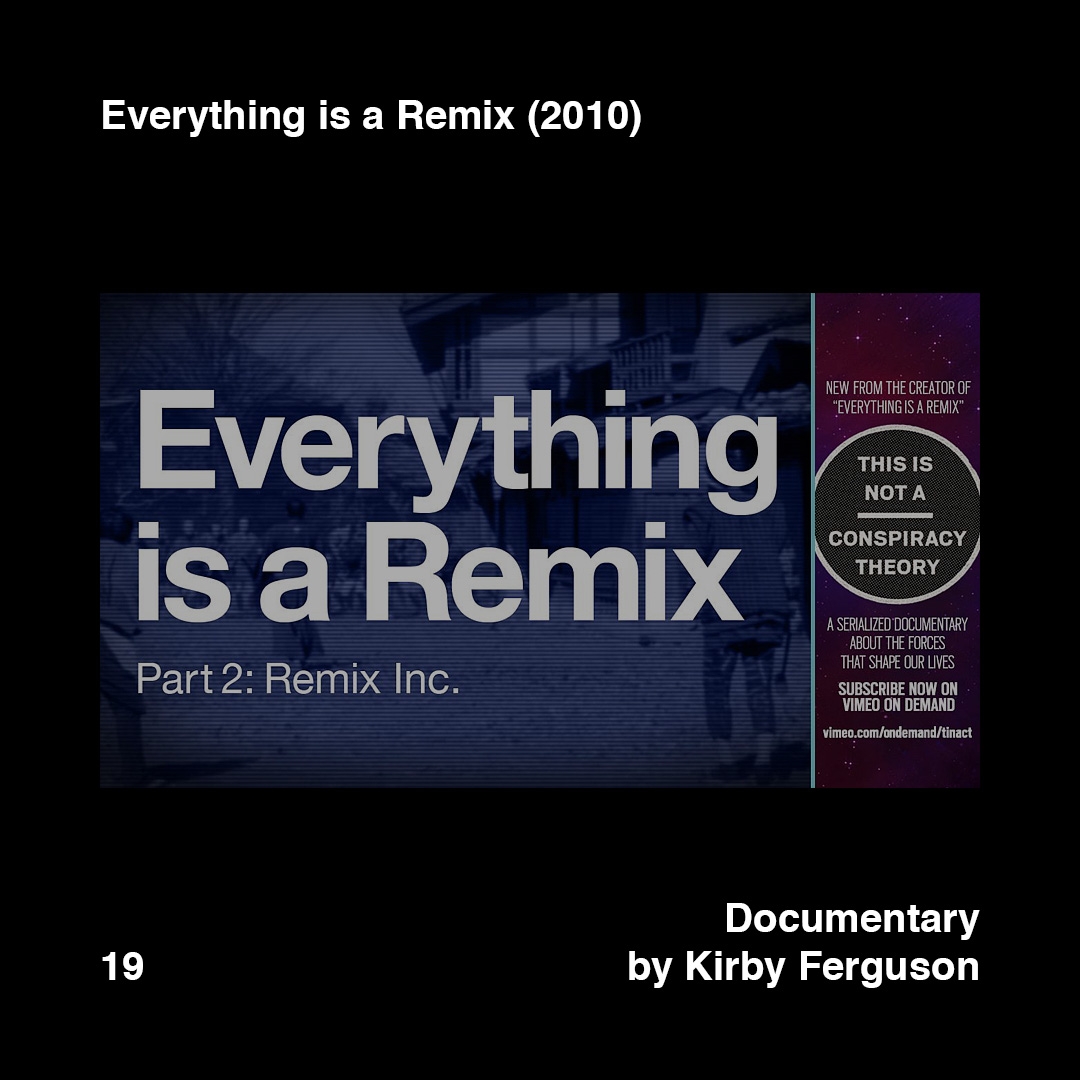 Everything is a Remix (2010)
Everything
is a Remix
Part 2: Remix Inc.
NEW FROM THE CREATOR OF
“EVERYTHING IS A REMIX”
THIS IS
NOT A
CONSPIRACY
THEORY
A SERIALIZED DOCUMENTARY
ABOUT THE FORCES
THAT SHAPE OUR LIVES
SUBSCRIBE NOW ON
VIMEO ON DEMAND
vimeo.com/ondemand/tinact
19
Documentary
by Kirby Ferguson